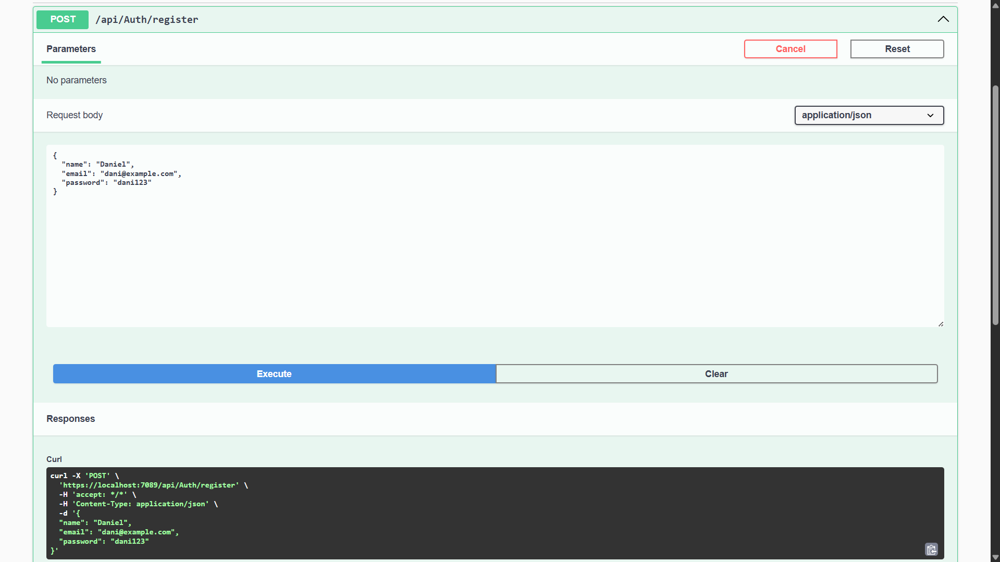 POST /api/Auth/register
Parameters
Cancel
Reset
No parameters
Request body
application/json
{
  "name": "Daniel",
  "email": "dani@example.com",
  "password": "dani123"
}
Execute
Clear
Responses
Curl
curl -X 'POST' \
  'https://localhost:7089/api/Auth/register' \
  -H 'accept: */*' \
  -H 'Content-Type: application/json' \
  -d '{
  "name": "Daniel",
  "email": "dani@example.com",
  "password": "dani123"
}'